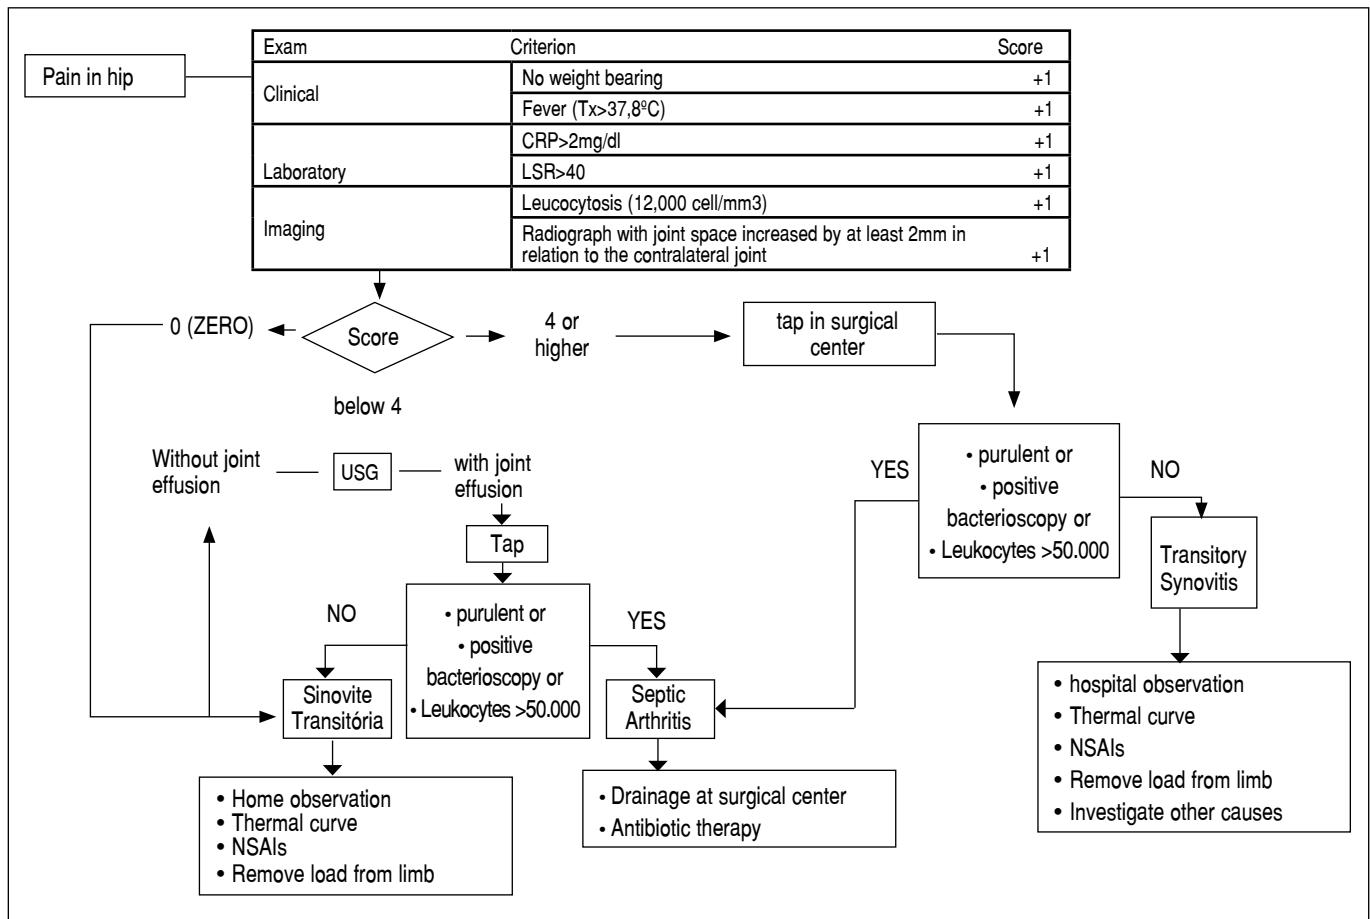 Pain in hip
Exam Criterion Score
Clinical
No weight bearing +1
Fever (Tx>37,8ºC) +1
Laboratory
CRP>2mg/dl +1
LSR>40 +1
Imaging
Leucocytosis (12,000 cell/mm3) +1
Radiograph with joint space increased by at least 2mm in
relation to the contralateral joint +1
0 (ZERO)
Score
4 or
higher
tap in surgical
center
below 4
Without joint
effusion
USG
with joint
effusion
Tap
NO
• purulent or
• positive
bacterioscopy or
• Leukocytes >50.000
YES
Sinovite
Transitória
Septic
Arthritis
• Home observation
• Thermal curve
• NSAIs
• Remove load from limb
• Drainage at surgical center
• Antibiotic therapy
YES
• purulent or
• positive
bacterioscopy or
• Leukocytes >50.000
NO
Transitory
Synovitis
• hospital observation
• Thermal curve
• NSAIs
• Remove load from limb
• Investigate other causes